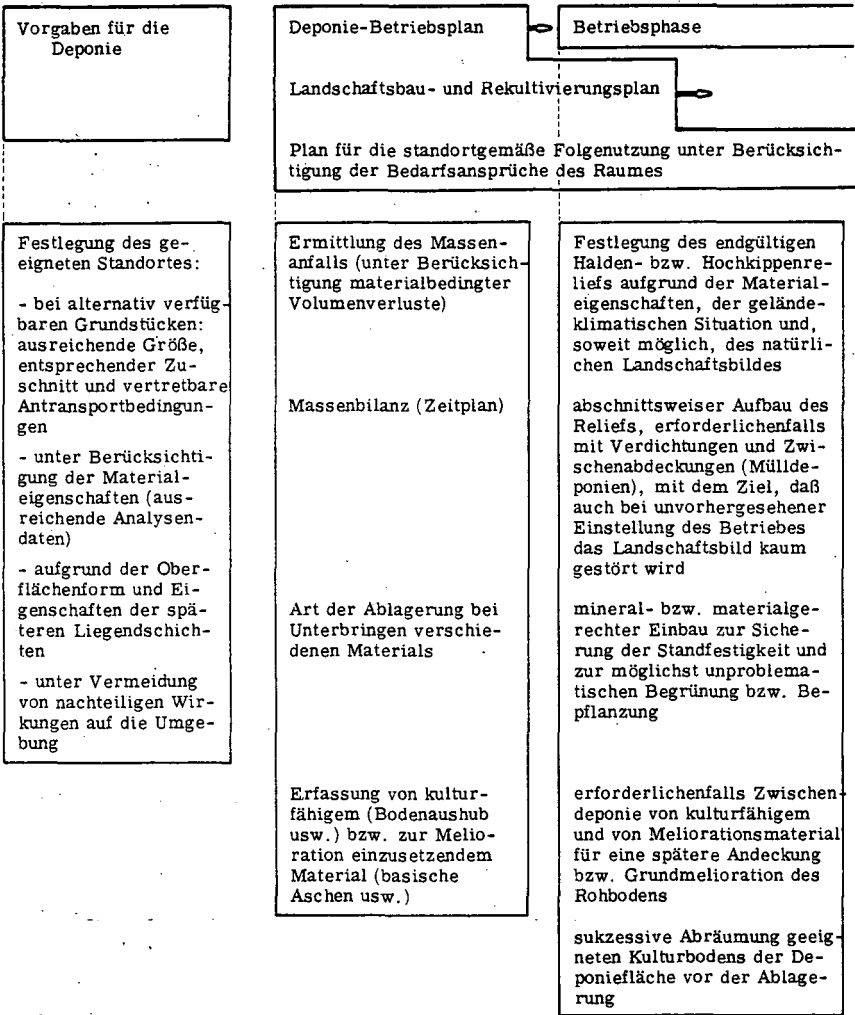 Vorgaben für die
Deponie
Deponie-Betriebsplan
Betriebsphase
Landschaftsbau- und Rekultivierungsplan
Plan für die standortgemäße Folgenutzung unter Berücksich-
tigung der Bedarfsansprüche des Raumes
Festlegung des ge-
eigneten Standortes:
- bei alternativ verfüg-
baren Grundstücken:
ausreichende Größe,
entsprechender Zu-
schnitt und vertretbare
Antransportbedingun-
gen
- unter Berücksichti-
gung der Material-
eigenschaften (aus-
reichende Analysen-
daten)
- aufgrund der Ober-
flächenform und Ei-
genschaften der spä-
teren Liegendschich-
ten
- unter Vermeidung
von nachteiligen Wir-
kungen auf die Umge-
bung
Ermittlung des Massen-
anfalls (unter Berücksich-
tigung materialbedingter
Volumenverluste)
Massenbilanz (Zeitplan)
Art der Ablagerung bei
Unterbringen verschie-
denen Materials
Erfassung von kultur-
fähigem (Bodenaushub
usw.) bzw. zur Melio-
ration einzusetzendem
Material (basische
Aschen usw.)
Festlegung des endgültigen
Halden- bzw. Hochkippenre-
liefs aufgrund der Material-
eigenschaften, der gelände-
klimatischen Situation und,
soweit möglich, des natürli-
chen Landschaftsbildes
abschnittsweiser Aufbau des
Reliefs, erforderlichenfalls
mit Verdichtungen und Zwi-
schenabdeckungen (Müllde-
ponien), mit dem Ziel, daß
auch bei unvorhergesehener
Einstellung des Betriebes
das Landschaftsbild kaum
gestört wird
mineral- bzw. materialge-
rechter Einbau zur Siche-
rung der Standfestigkeit und
zur möglichst unproblema-
tischen Begrünung bzw. Be-
pflanzung
erforderlichenfalls Zwischen-
deponie von kulturfähigem
und von Meliorationsmaterial
für eine spätere Andeckung
bzw. Grundmelioration des
Rohbodens
sukzessive Abräumung geeig-
neten Kulturbodens der De-
poniefläche vor der Ablage-
rung